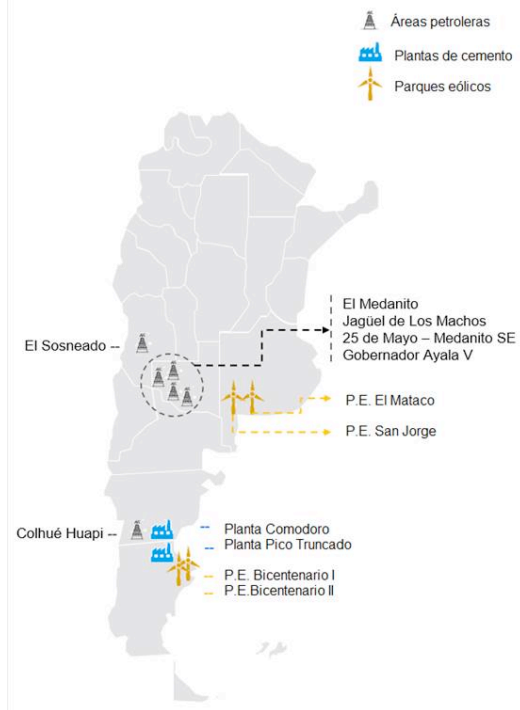 Áreas petroleras
Plantas de cemento
Parques eólicos
El Medanito
Jagüel de Los Machos
25 de Mayo – Medanito SE
Gobernador Ayala V
El Sosneado --
P.E. El Mataco
P.E. San Jorge
Colhué Huapi --
Planta Comodoro
Planta Pico Truncado
P.E. Bicentenario I
P.E.Bicentenario II